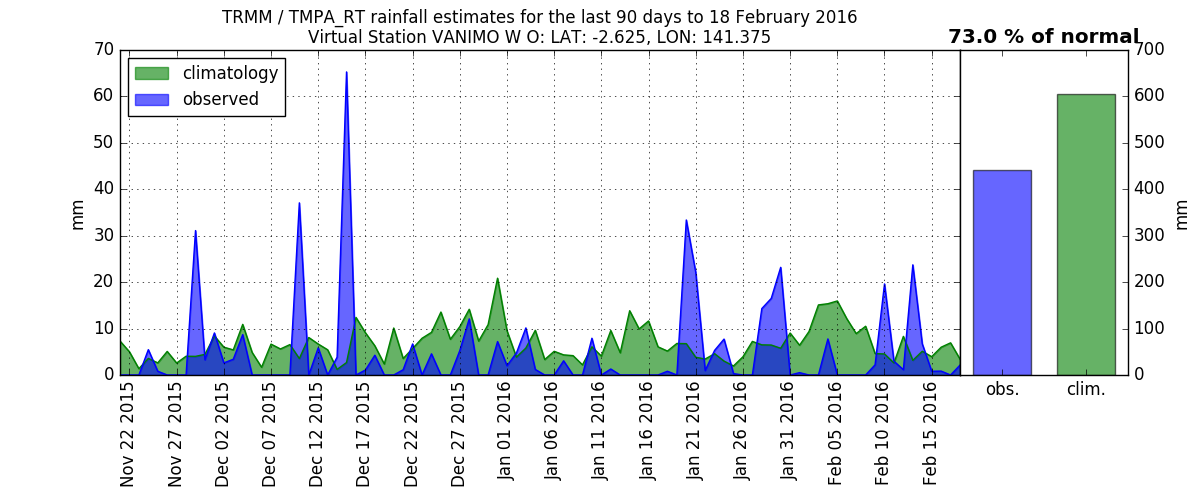 TRMM / TMPA_RT rainfall estimates for the last 90 days to 18 February 2016
Virtual Station VANIMO W O: LAT: -2.625, LON: 141.375
73.0 % of normal
climatology
observed
70
60
50
40
30
20
10
0
mm
700
600
500
400
300
200
100
0
mm
Nov 22 2015
Nov 27 2015
Dec 02 2015
Dec 07 2015
Dec 12 2015
Dec 17 2015
Dec 22 2015
Dec 27 2015
Jan 01 2016
Jan 06 2016
Jan 11 2016
Jan 16 2016
Jan 21 2016
Jan 26 2016
Jan 31 2016
Feb 05 2016
Feb 10 2016
Feb 15 2016
obs.
clim.